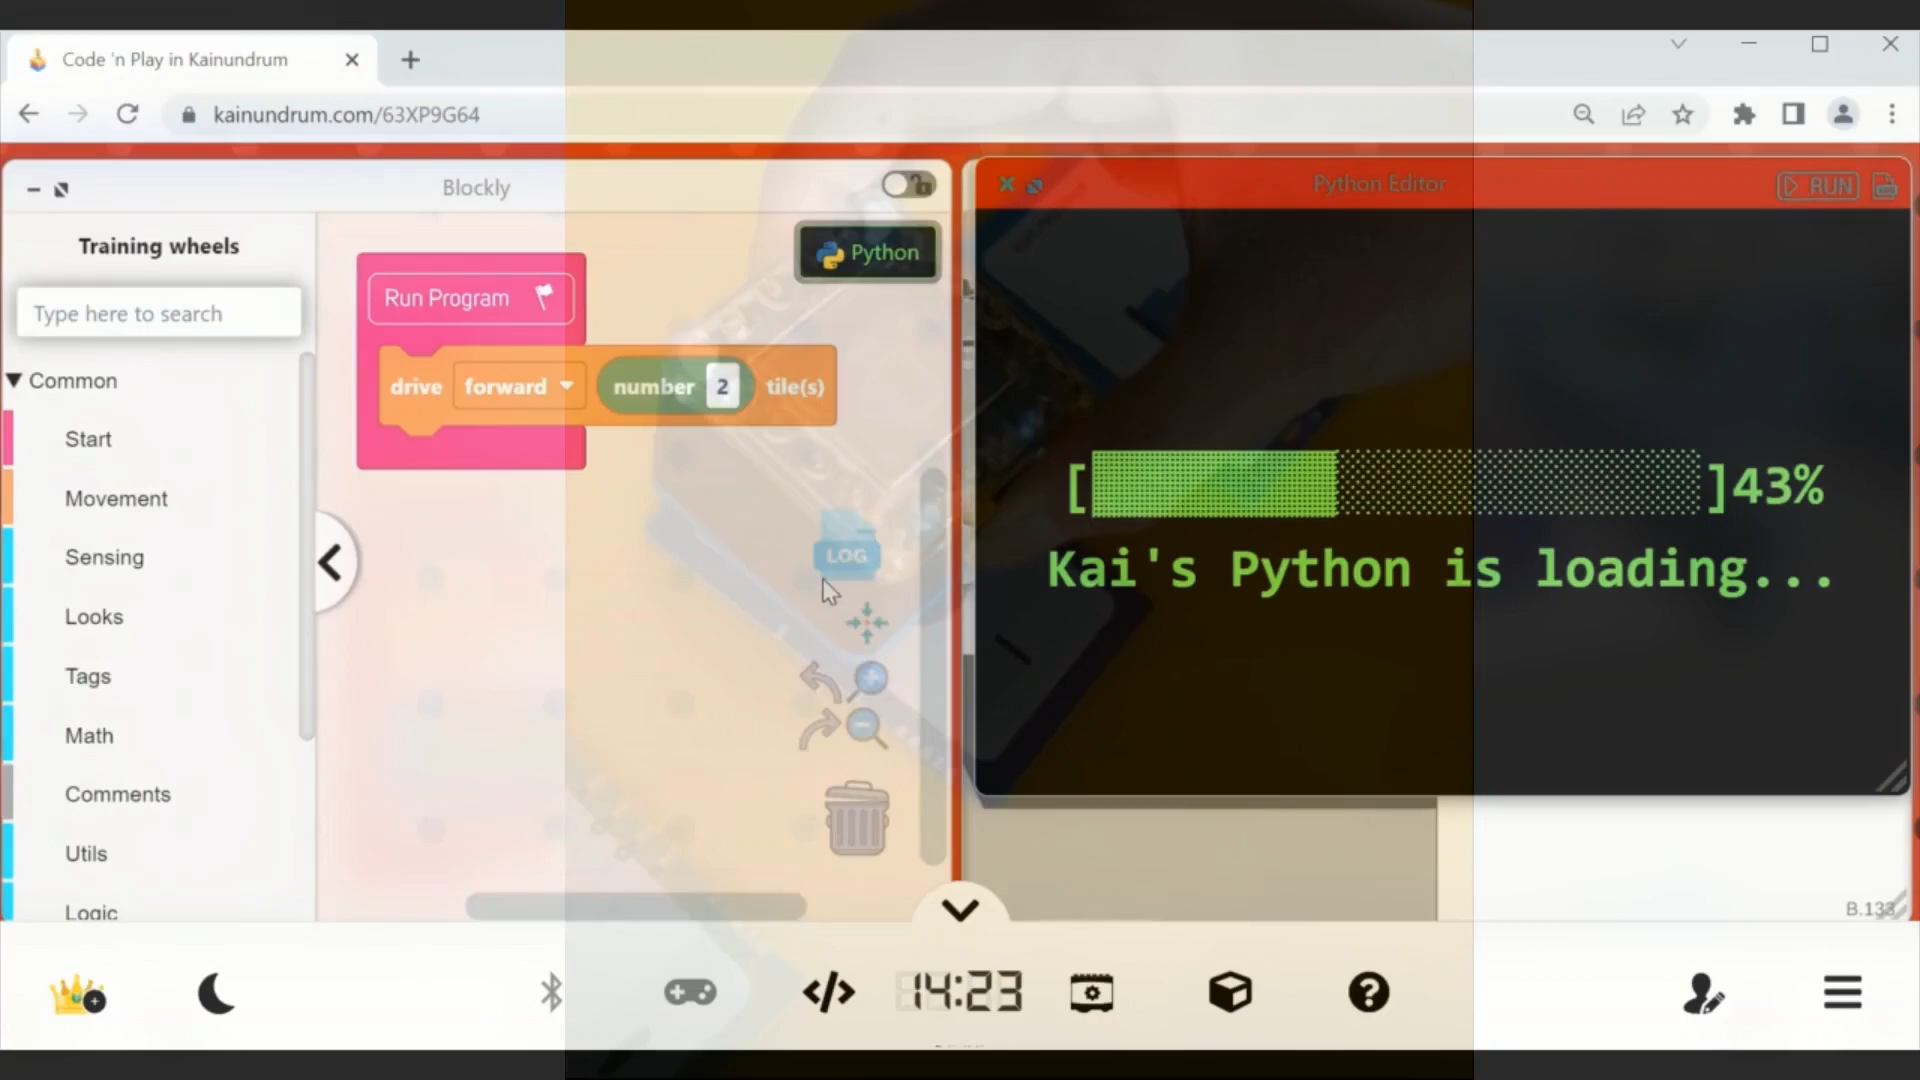 Code 'n Play in Kainundrum
kainundrum.com/63XP9G64
Blockly
Training wheels
Type here to search
Common
Start
Movement
Sensing
Looks
Tags
Math
Comments
Utils
Logic
Python
Run Program
drive forward number 2 tile(s)
LOG
Python Editor
RUN
[ ]43%
Kai's Python is loading...
B.133
14:23